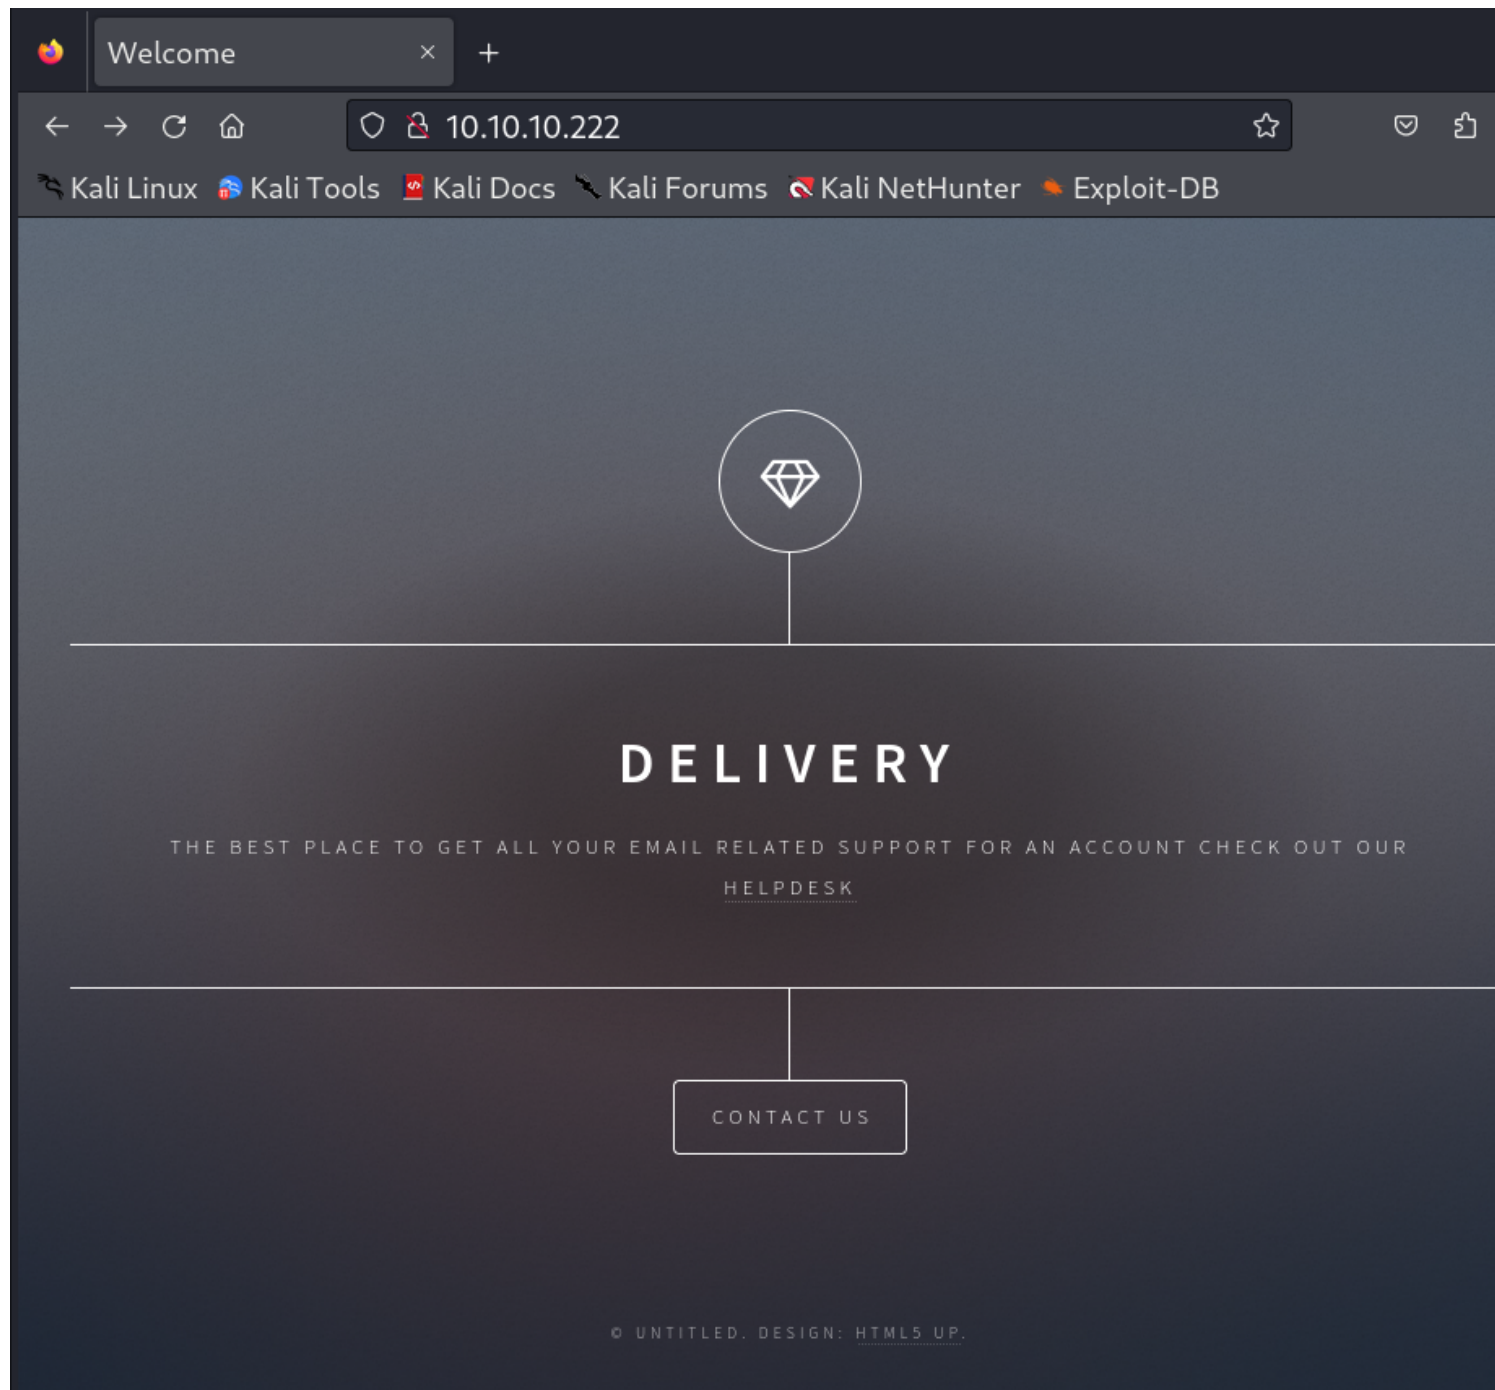 Welcome
10.10.10.222
Kali Linux Kali Tools Kali Docs Kali Forums Kali NetHunter Exploit-DB
DELIVERY
THE BEST PLACE TO GET ALL YOUR EMAIL RELATED SUPPORT FOR AN ACCOUNT CHECK OUT OUR
HELPDESK
CONTACT US
© UNTITLED. DESIGN: HTML5 UP.